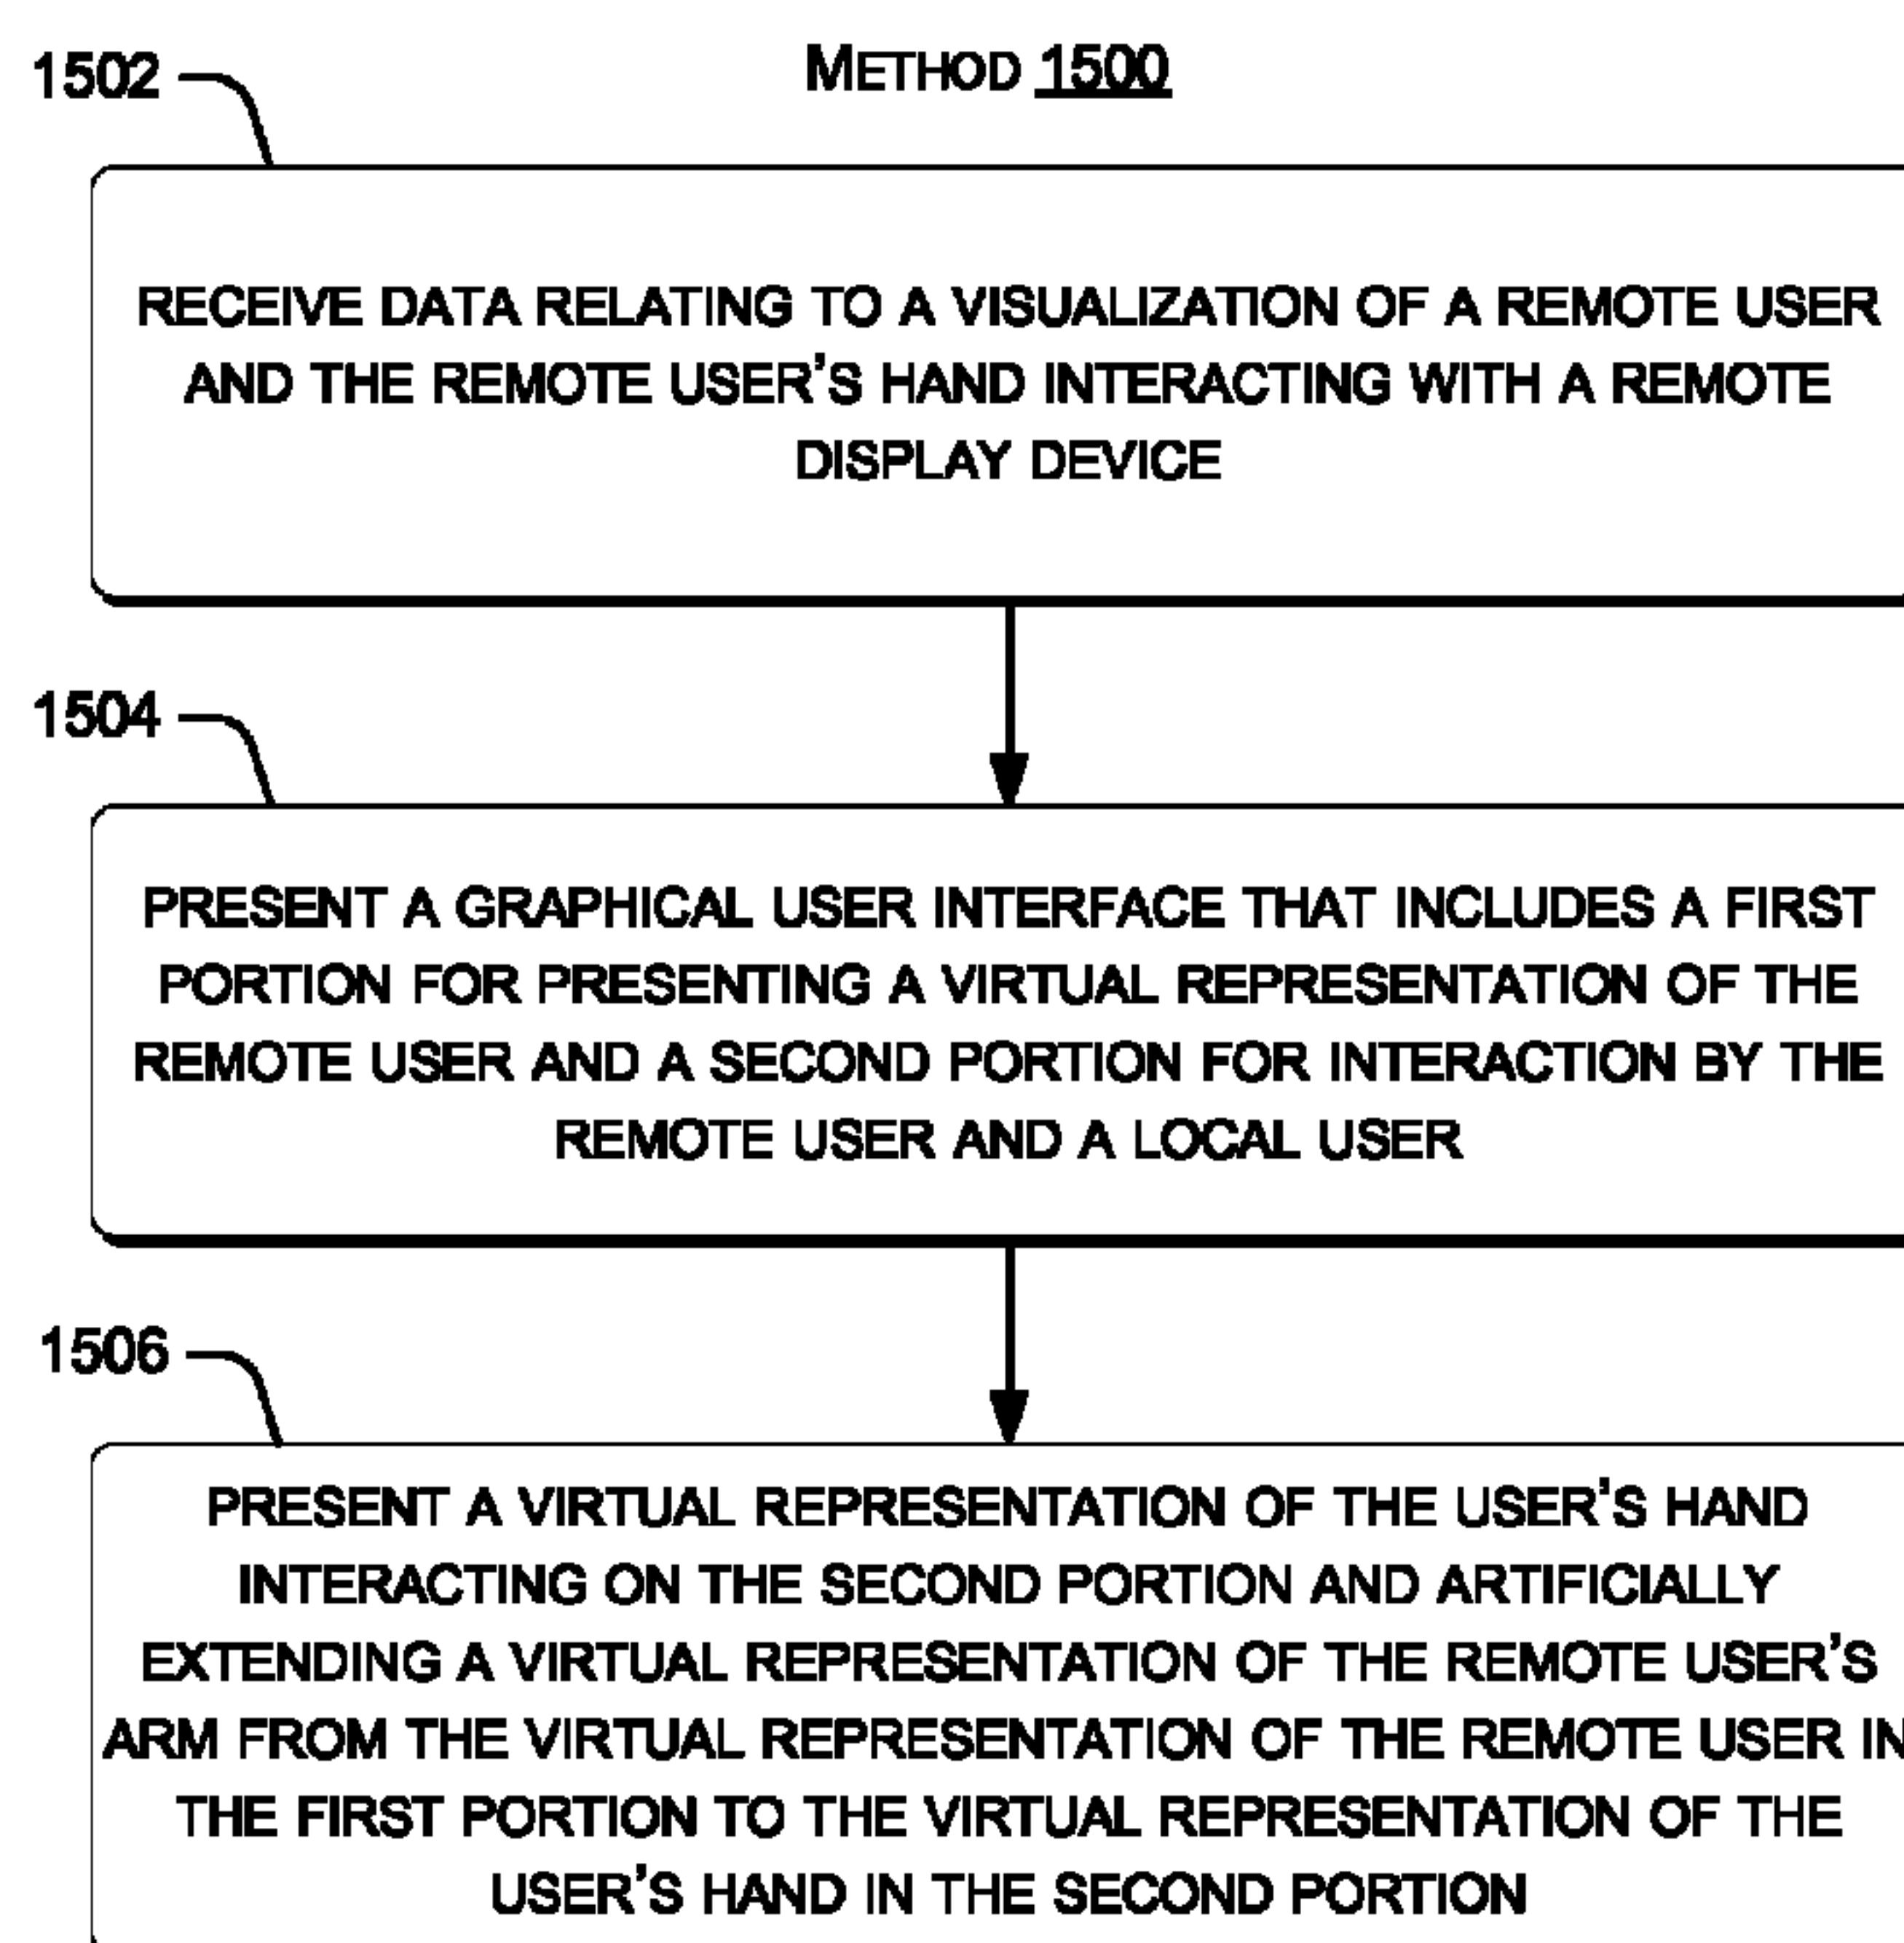 1502
METHOD 1500
RECEIVE DATA RELATING TO A VISUALIZATION OF A REMOTE USER
AND THE REMOTE USER'S HAND INTERACTING WITH A REMOTE
DISPLAY DEVICE
1504
PRESENT A GRAPHICAL USER INTERFACE THAT INCLUDES A FIRST
PORTION FOR PRESENTING A VIRTUAL REPRESENTATION OF THE
REMOTE USER AND A SECOND PORTION FOR INTERACTION BY THE
REMOTE USER AND A LOCAL USER
1506
PRESENT A VIRTUAL REPRESENTATION OF THE USER'S HAND
INTERACTING ON THE SECOND PORTION AND ARTIFICIALLY
EXTENDING A VIRTUAL REPRESENTATION OF THE REMOTE USER'S
ARM FROM THE VIRTUAL REPRESENTATION OF THE REMOTE USER IN
THE FIRST PORTION TO THE VIRTUAL REPRESENTATION OF THE
USER'S HAND IN THE SECOND PORTION